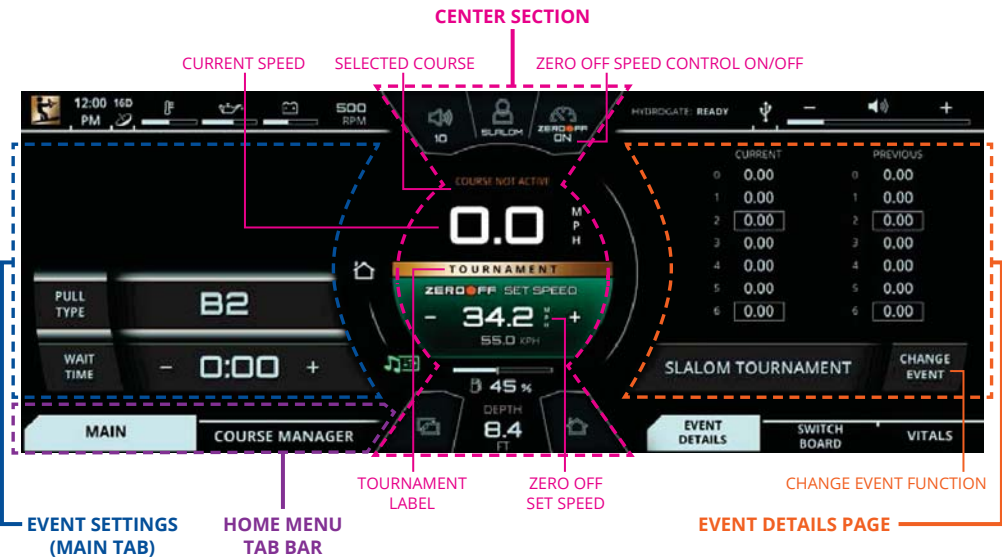 CENTER SECTION
CURRENT SPEED
SELECTED COURSE
ZERO OFF SPEED CONTROL ON/OFF
12:00 PM
16D
500 RPM
10
SLALOM
ZEROOFF ON
HYDROGATE: READY
−
+
COURSE NOT ACTIVE
0.0 MPH
TOURNAMENT
ZEROOFF SET SPEED
− 34.2 MPH +
55.0 KPH
45 %
DEPTH
8.4
FT
PULL TYPE
B2
WAIT TIME
− 0:00 +
MAIN
COURSE MANAGER
CURRENT PREVIOUS
0 0.00 0 0.00
1 0.00 1 0.00
2 0.00 2 0.00
3 0.00 3 0.00
4 0.00 4 0.00
5 0.00 5 0.00
6 0.00 6 0.00
SLALOM TOURNAMENT
CHANGE EVENT
EVENT DETAILS
SWITCH BOARD
VITALS
TOURNAMENT
LABEL
ZERO OFF
SET SPEED
CHANGE EVENT FUNCTION
EVENT SETTINGS
(MAIN TAB)
HOME MENU
TAB BAR
EVENT DETAILS PAGE